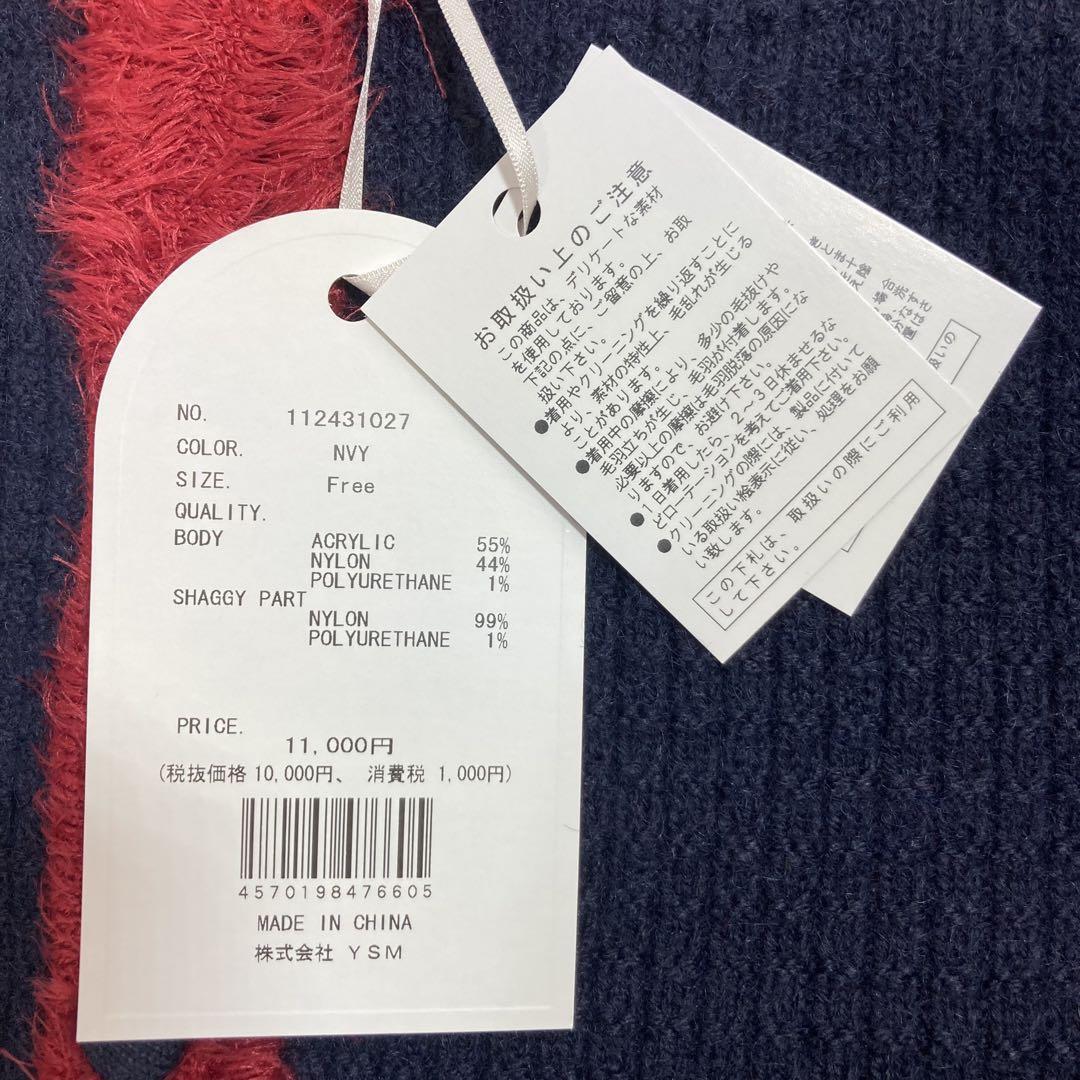 NO. 112431027
COLOR. NVY
SIZE. Free
QUALITY.
BODY ACRYLIC 55%
NYLON 44%
POLYURETHANE 1%
SHAGGY PART
NYLON 99%
POLYURETHANE 1%
PRICE.
11,000円
(税抜価格 10,000円、 消費税 1,000円)
4570198476605
MADE IN CHINA
株式会社 YSM
お取扱い上のご注意
この商品は、デリケートな素材
を使用しております。
下記の点に、ご留意の上、お取
扱い下さい。
●着用やクリーニングを繰り返すことに
より、素材の特性上、毛乱れが生じる
ことがあります。
●着用中の摩擦により、多少の毛抜けや
毛羽立ちが生じ、毛羽が付着します。
必要以上の摩擦は毛羽脱落の原因にな
りますので、お避け下さい。
●1日着用したら、2～3日休ませるな
どローテーションを考えてご着用下さい。
●クリーニングの際には、製品に付いて
いる取扱い絵表示に従い、処理をお願
い致します。
この下札は、取扱いの際にご利用
して下さい。
扱いの